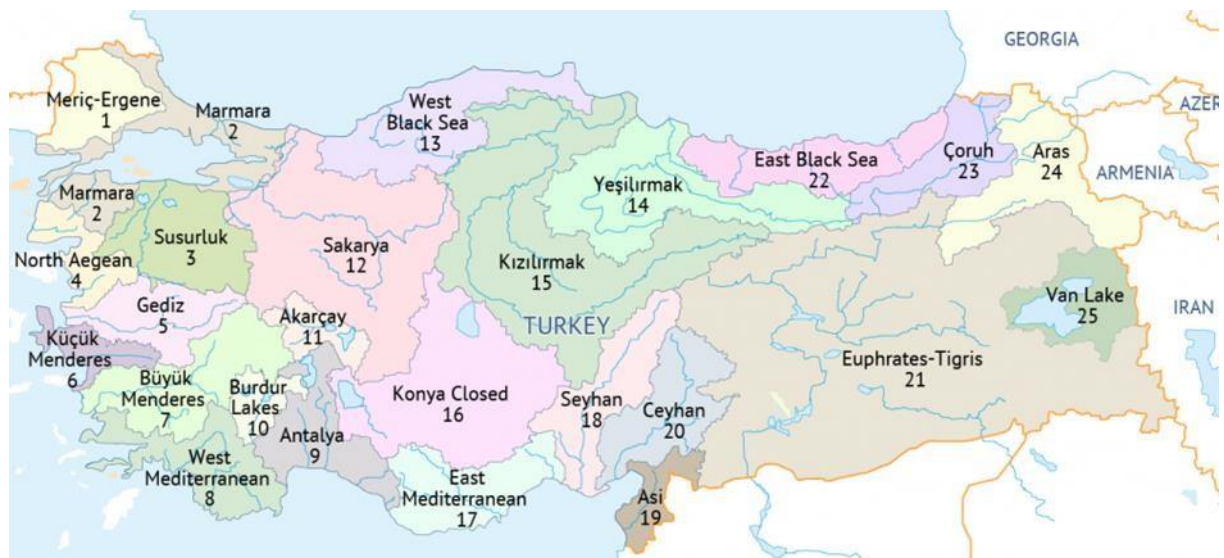 GEORGIA
Meriç-Ergene
1
Marmara
2
West
Black Sea
13
AZER
East Black Sea
22
Çoruh
23
Aras
24
ARMENIA
Marmara
2
Yeşilırmak
14
Susurluk
3
Sakarya
12
North Aegean
4
Kızılırmak
15
Van Lake
25
IRAN
Gediz
5
Akarçay
11
TURKEY
Küçük
Menderes
6
Euphrates-Tigris
21
Büyük
Menderes
7
Burdur
Lakes
10
Konya Closed
16
Seyhan
18
Ceyhan
20
Antalya
9
West
Mediterranean
8
East
Mediterranean
17
Asi
19